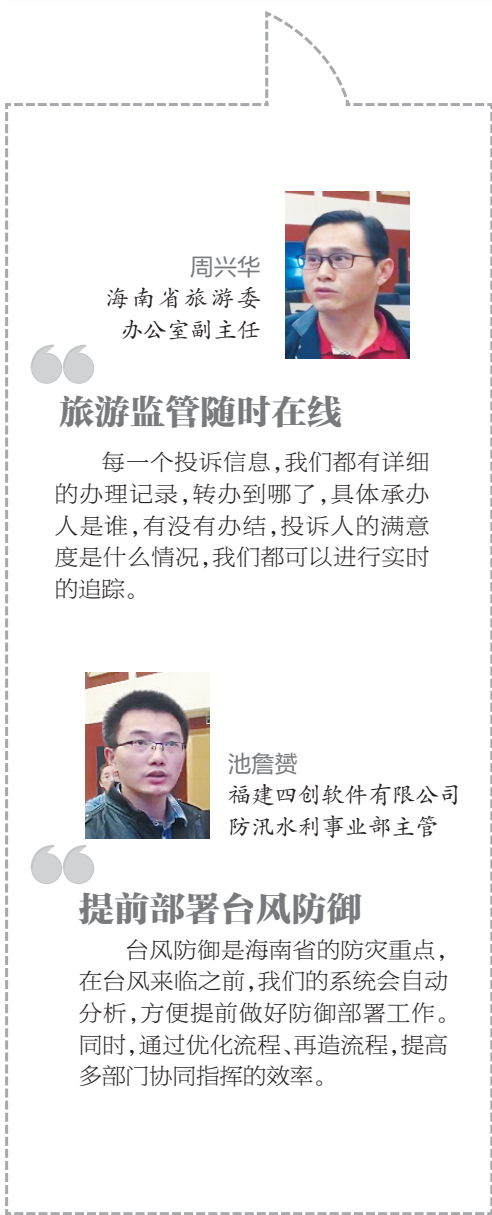 周兴华
海南省旅游委
办公室副主任
旅游监管随时在线
每一个投诉信息,我们都有详细
的办理记录,转办到哪了,具体承办
人是谁,有没有办结,投诉人的满意
度是什么情况,我们都可以进行实时
的追踪。
池詹赟
福建四创软件有限公司
防汛水利事业部主管
提前部署台风防御
台风防御是海南省的防灾重点,
在台风来临之前,我们的系统会自动
分析,方便提前做好防御部署工作。
同时,通过优化流程、再造流程,提高
多部门协同指挥的效率。